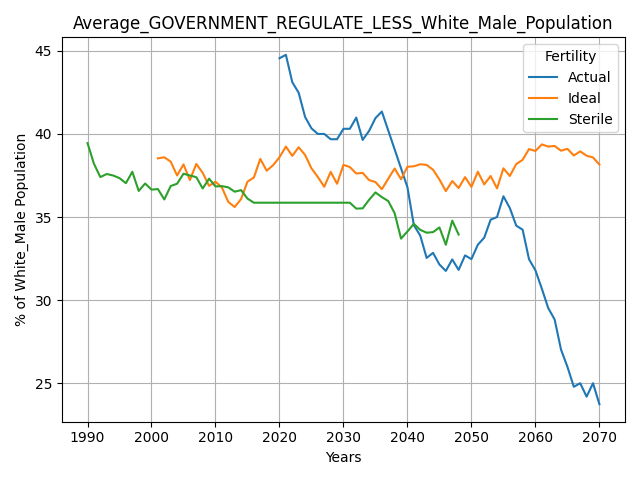 Average_GOVERNMENT_REGULATE_LESS_White_Male_Population
Fertility
Actual
Ideal
Sterile
% of White_Male Population
45
40
35
30
25
1990 2000 2010 2020 2030 2040 2050 2060 2070
Years